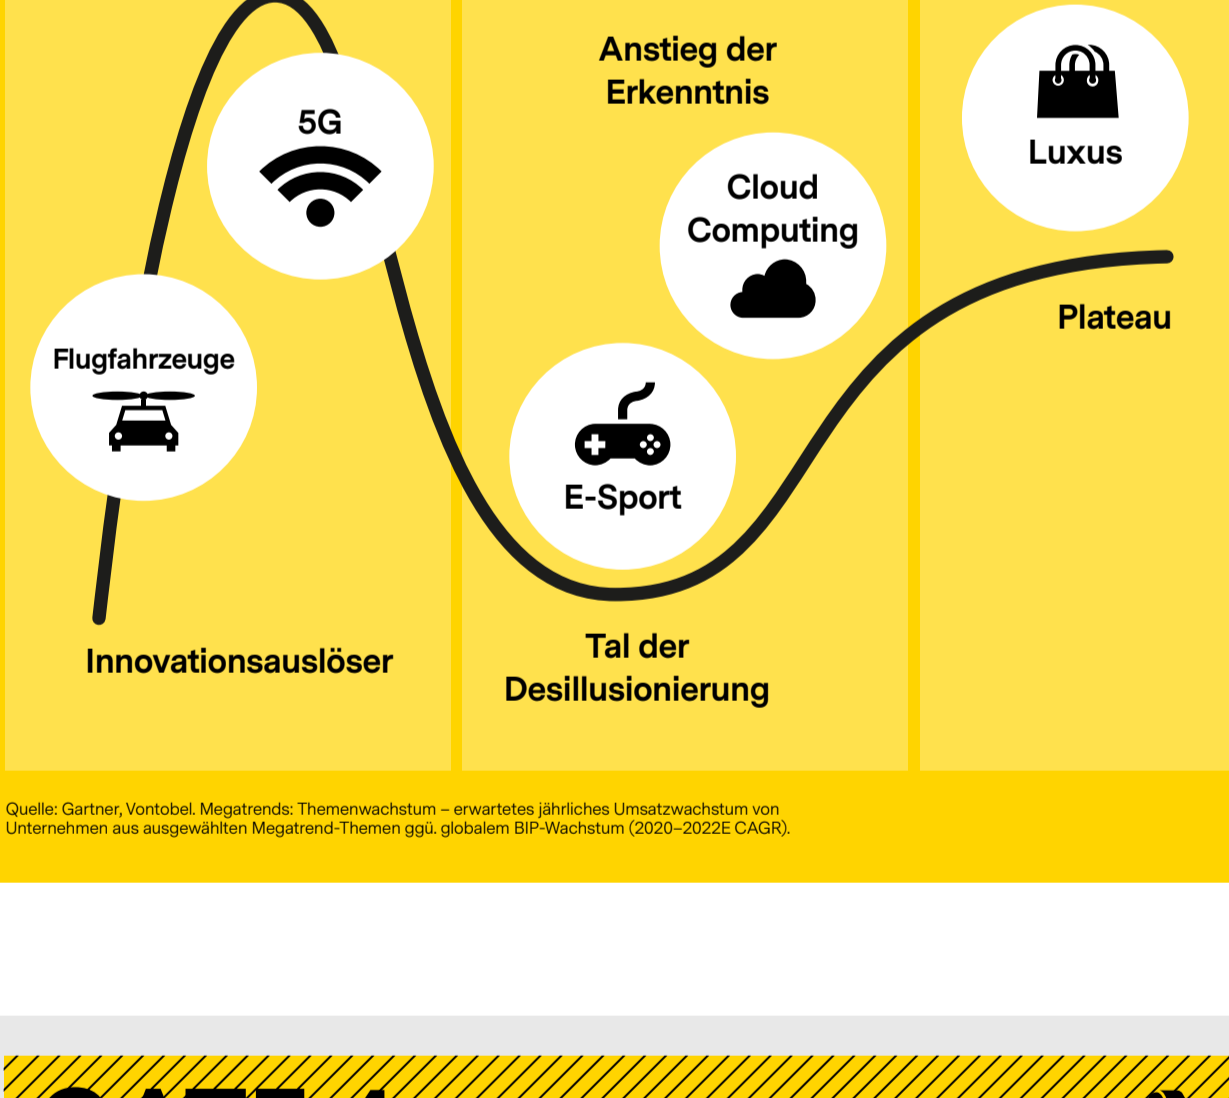 Anstieg der
Erkenntnis
Luxus
5G
Cloud
Computing
Plateau
Flugfahrzeuge
E-Sport
Innovationsauslöser
Tal der
Desillusionierung
Quelle: Gartner, Vontobel. Megatrends: Themenwachstum – erwartetes jährliches Umsatzwachstum von
Unternehmen aus ausgewählten Megatrend-Themen ggü. globalem BIP-Wachstum (2020–2022E CAGR).